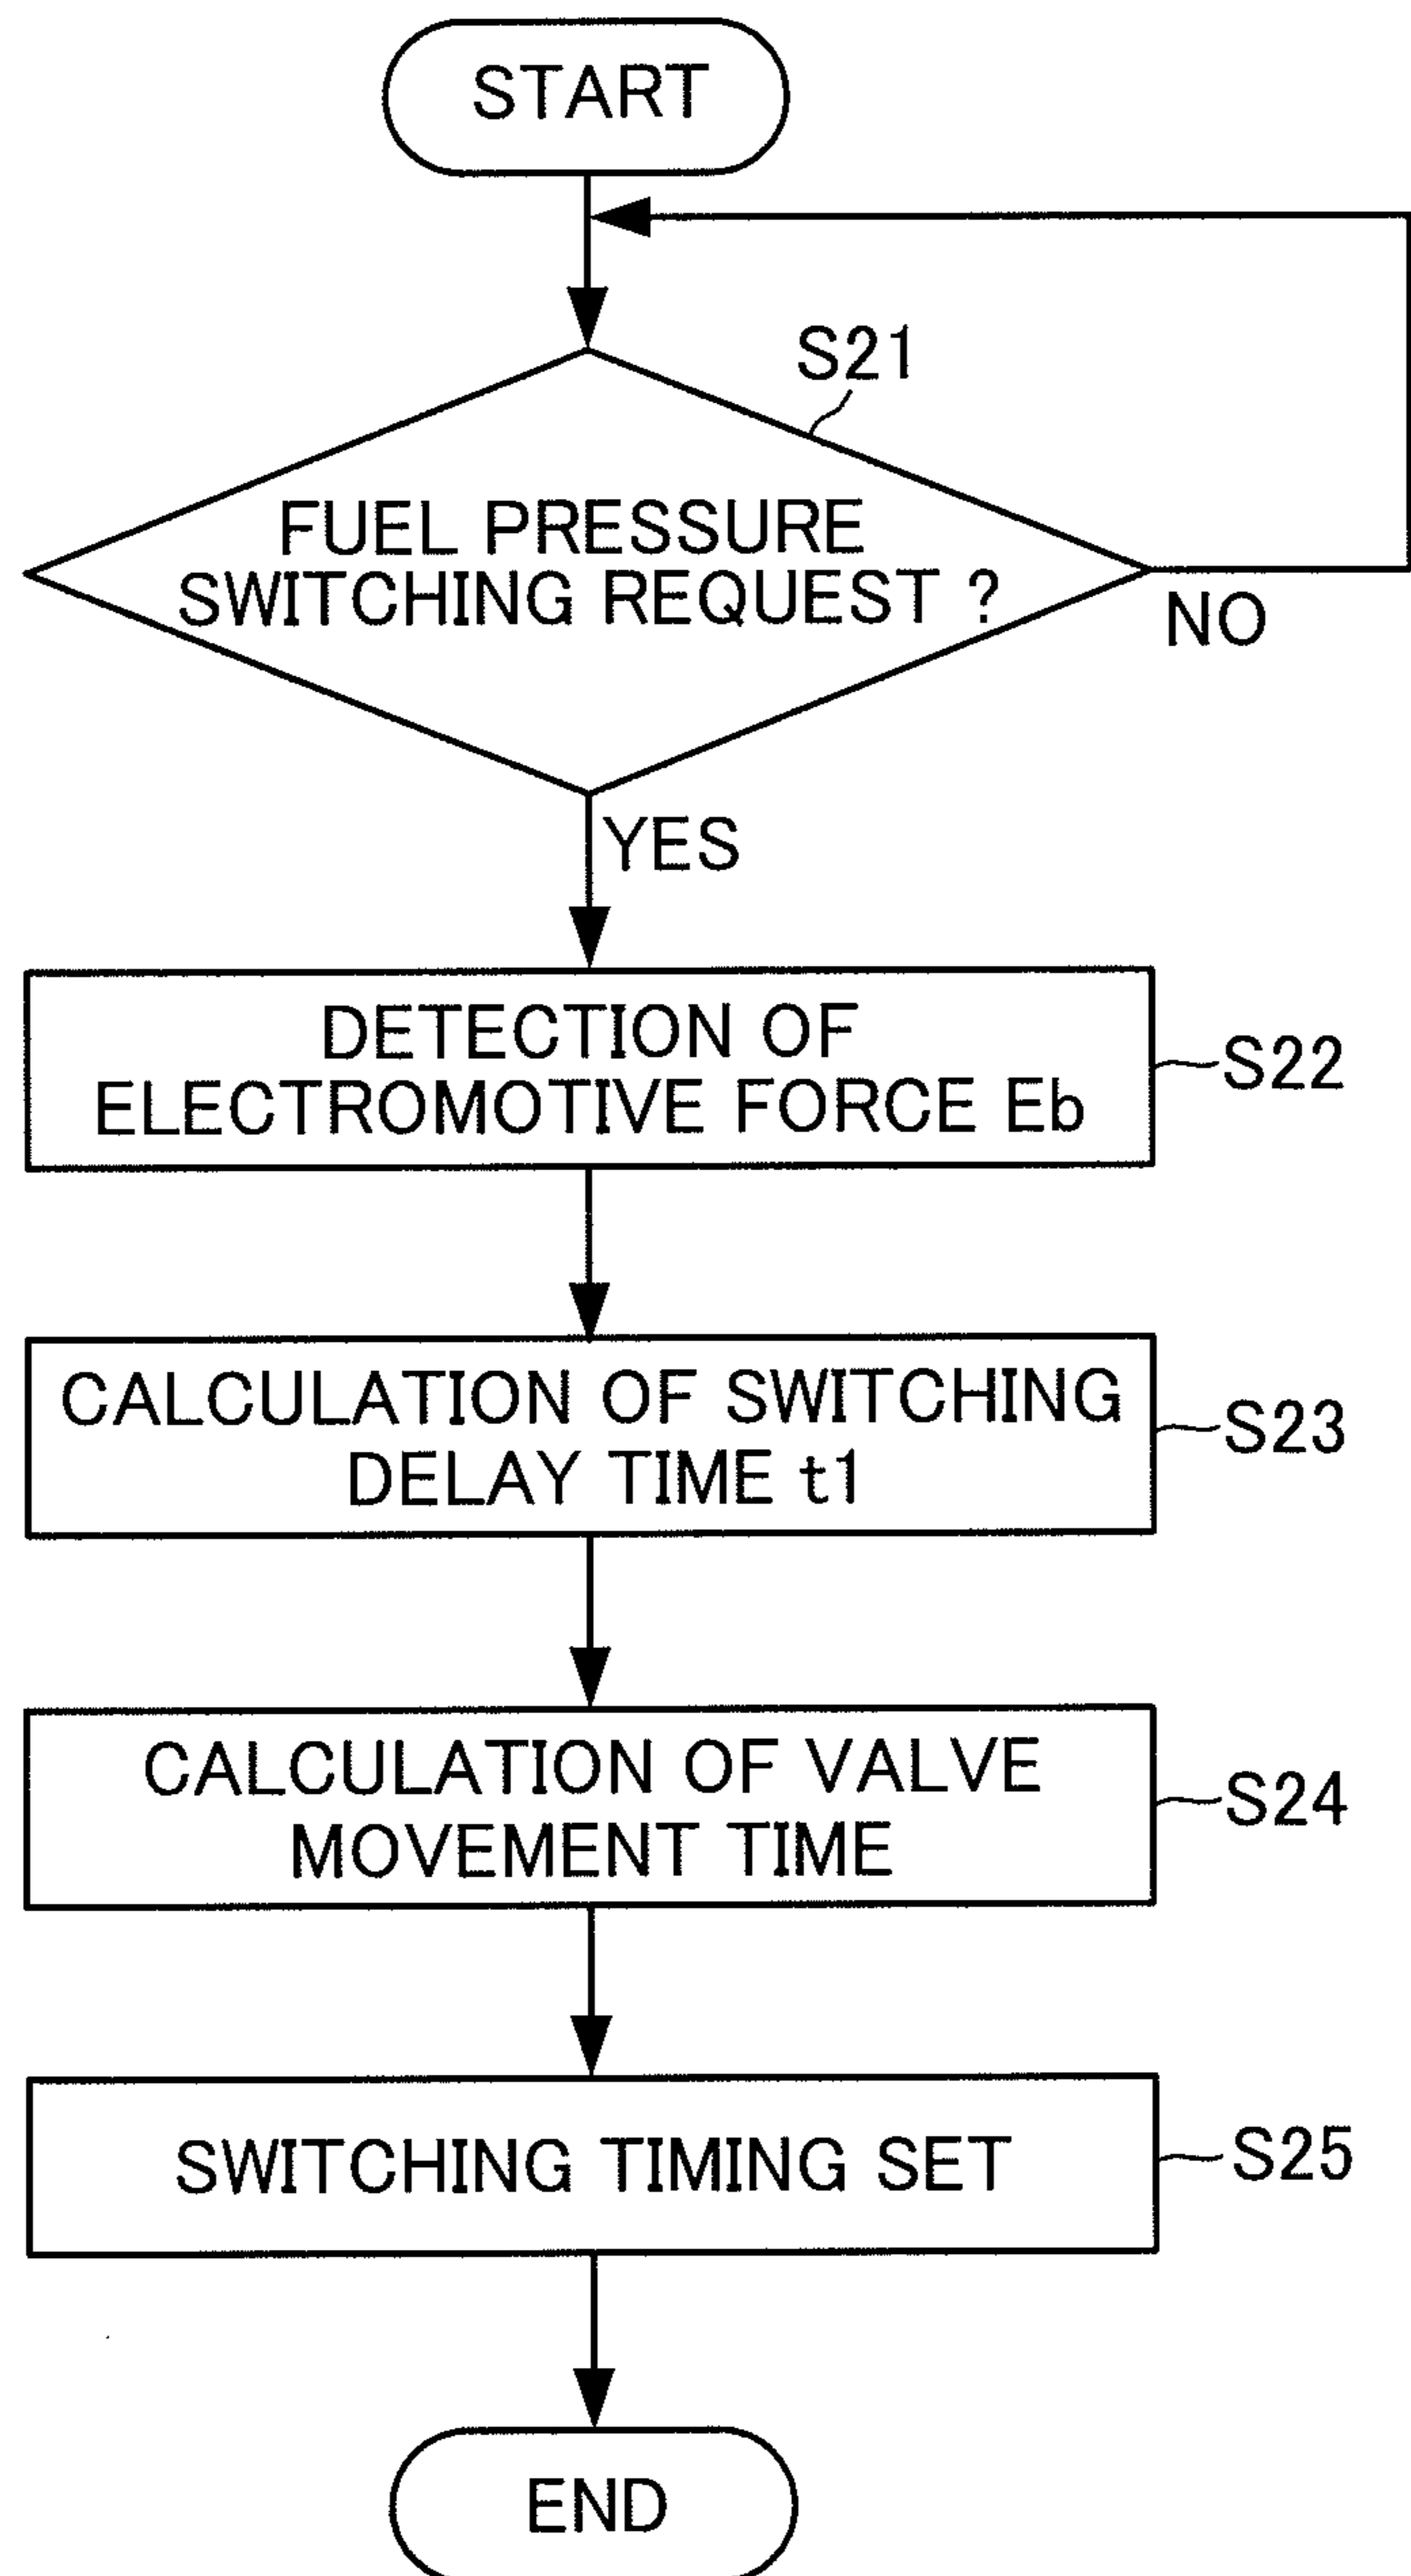 START
S21
FUEL PRESSURE
SWITCHING REQUEST ?
NO
YES
DETECTION OF
ELECTROMOTIVE FORCE Eb
S22
CALCULATION OF SWITCHING
DELAY TIME t1
S23
CALCULATION OF VALVE
MOVEMENT TIME
S24
SWITCHING TIMING SET
S25
END